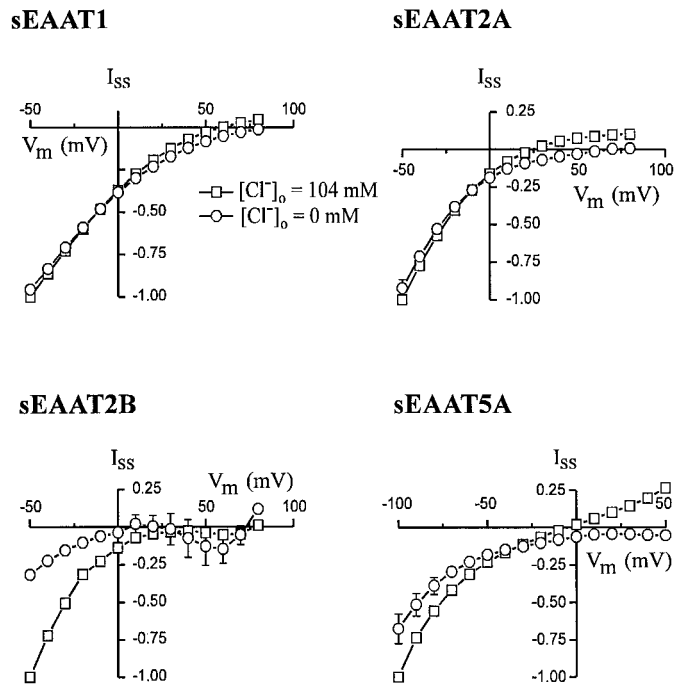 sEAAT1
sEAAT2A
I_SS
-50
50
100
V_m (mV)
-0.50
-0.75
-1.00
[Cl⁻]_o = 104 mM
[Cl⁻]_o = 0 mM
I_SS
0.25
-50
50
100
-0.25
V_m (mV)
-0.50
-0.75
-1.00
sEAAT2B
sEAAT5A
I_SS
V_m (mV)
-50
0.25
50
100
-0.25
-0.50
-0.75
-1.00
I_SS
0.25
-100
-50
50
-0.25
V_m (mV)
-0.50
-0.75
-1.00